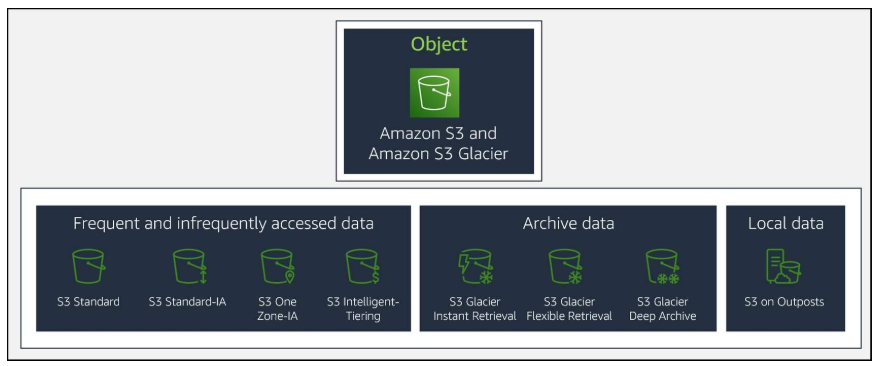 Object
Amazon S3 and
Amazon S3 Glacier
Frequent and infrequently accessed data
S3 Standard
S3 Standard-IA
S3 One
Zone-IA
S3 Intelligent-
Tiering
Archive data
S3 Glacier
Instant Retrieval
S3 Glacier
Flexible Retrieval
S3 Glacier
Deep Archive
Local data
S3 on Outposts